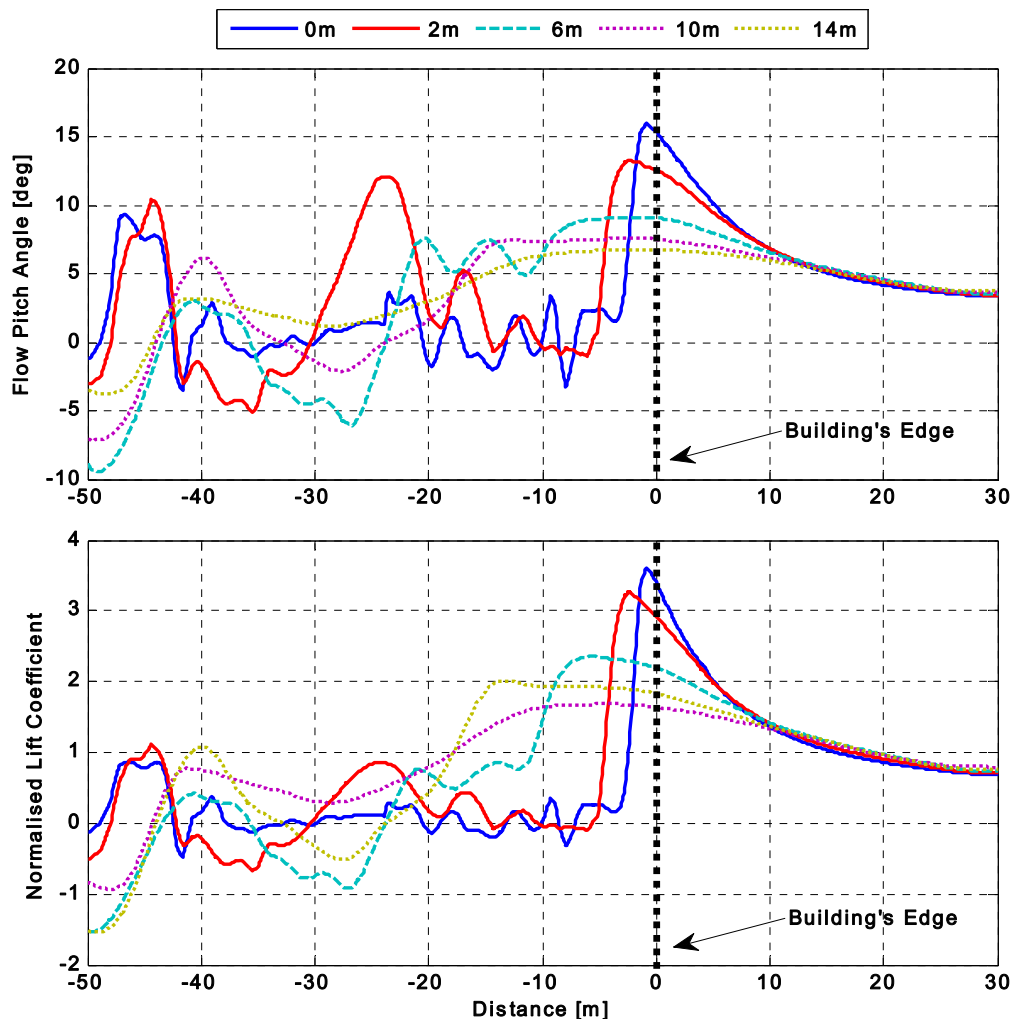 0m 2m 6m 10m 14m
20
15
10
5
0
-5
-10
Flow Pitch Angle [deg]
Building's Edge
-50 -40 -30 -20 -10 0 10 20 30
4
3
2
1
0
-1
-2
Normalised Lift Coefficient
Building's Edge
-50 -40 -30 -20 -10 0 10 20 30
Distance [m]